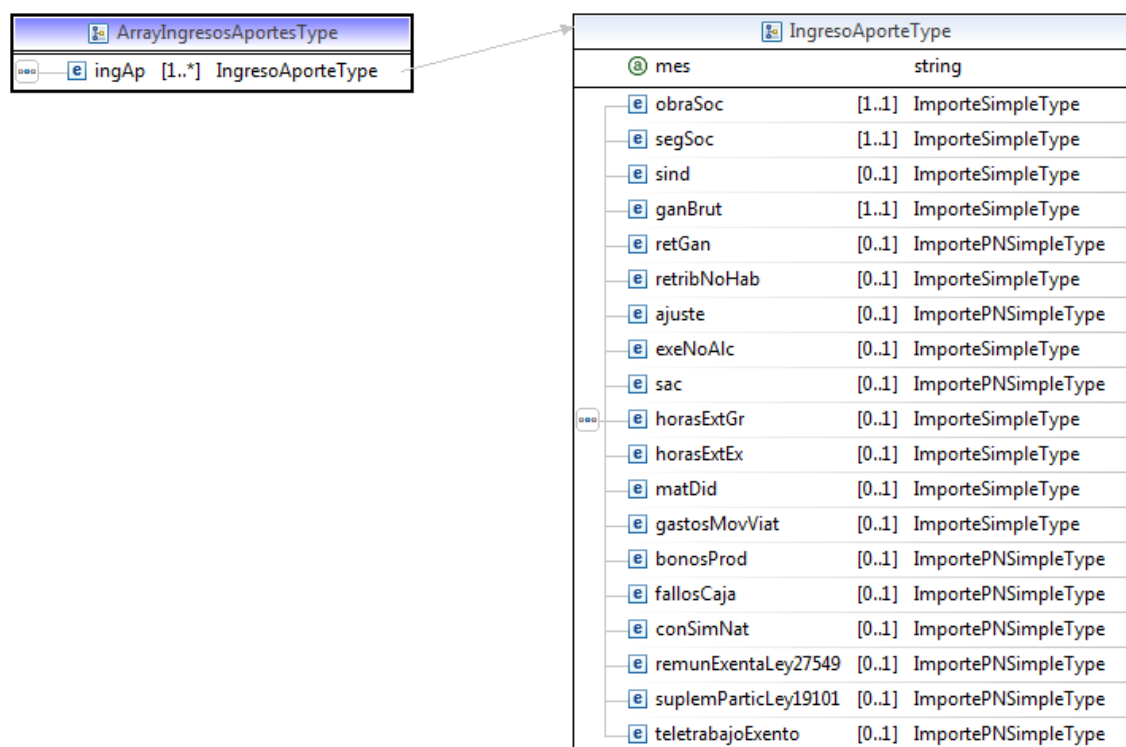 ArrayIngresosAportesType
e ingAp [1..*] IngresoAporteType
IngresoAporteType
a mes string
e obraSoc [1..1] ImporteSimpleType
e segSoc [1..1] ImporteSimpleType
e sind [0..1] ImporteSimpleType
e ganBrut [1..1] ImporteSimpleType
e retGan [0..1] ImportePNSimpleType
e retribNoHab [0..1] ImporteSimpleType
e ajuste [0..1] ImportePNSimpleType
e exeNoAlc [0..1] ImporteSimpleType
e sac [0..1] ImportePNSimpleType
e horasExtGr [0..1] ImporteSimpleType
e horasExtEx [0..1] ImporteSimpleType
e matDid [0..1] ImporteSimpleType
e gastosMovViat [0..1] ImporteSimpleType
e bonosProd [0..1] ImportePNSimpleType
e fallosCaja [0..1] ImportePNSimpleType
e conSimNat [0..1] ImportePNSimpleType
e remunExentaLey27549 [0..1] ImportePNSimpleType
e suplemParticLey19101 [0..1] ImportePNSimpleType
e teletrabajoExento [0..1] ImportePNSimpleType